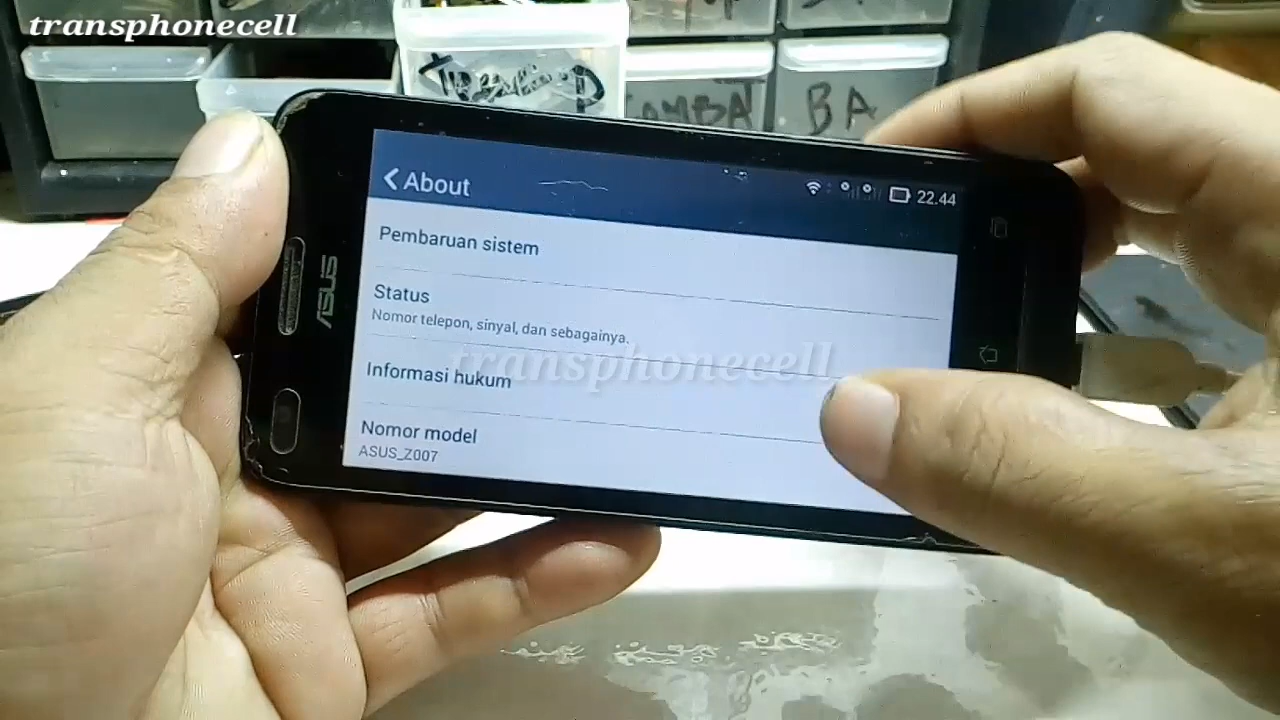 transphonecell
BA
ASUS
About
22.44
Pembaruan sistem
Status
Nomor telepon, sinyal, dan sebagainya.
transphonecell
Informasi hukum
Nomor model
ASUS_Z007